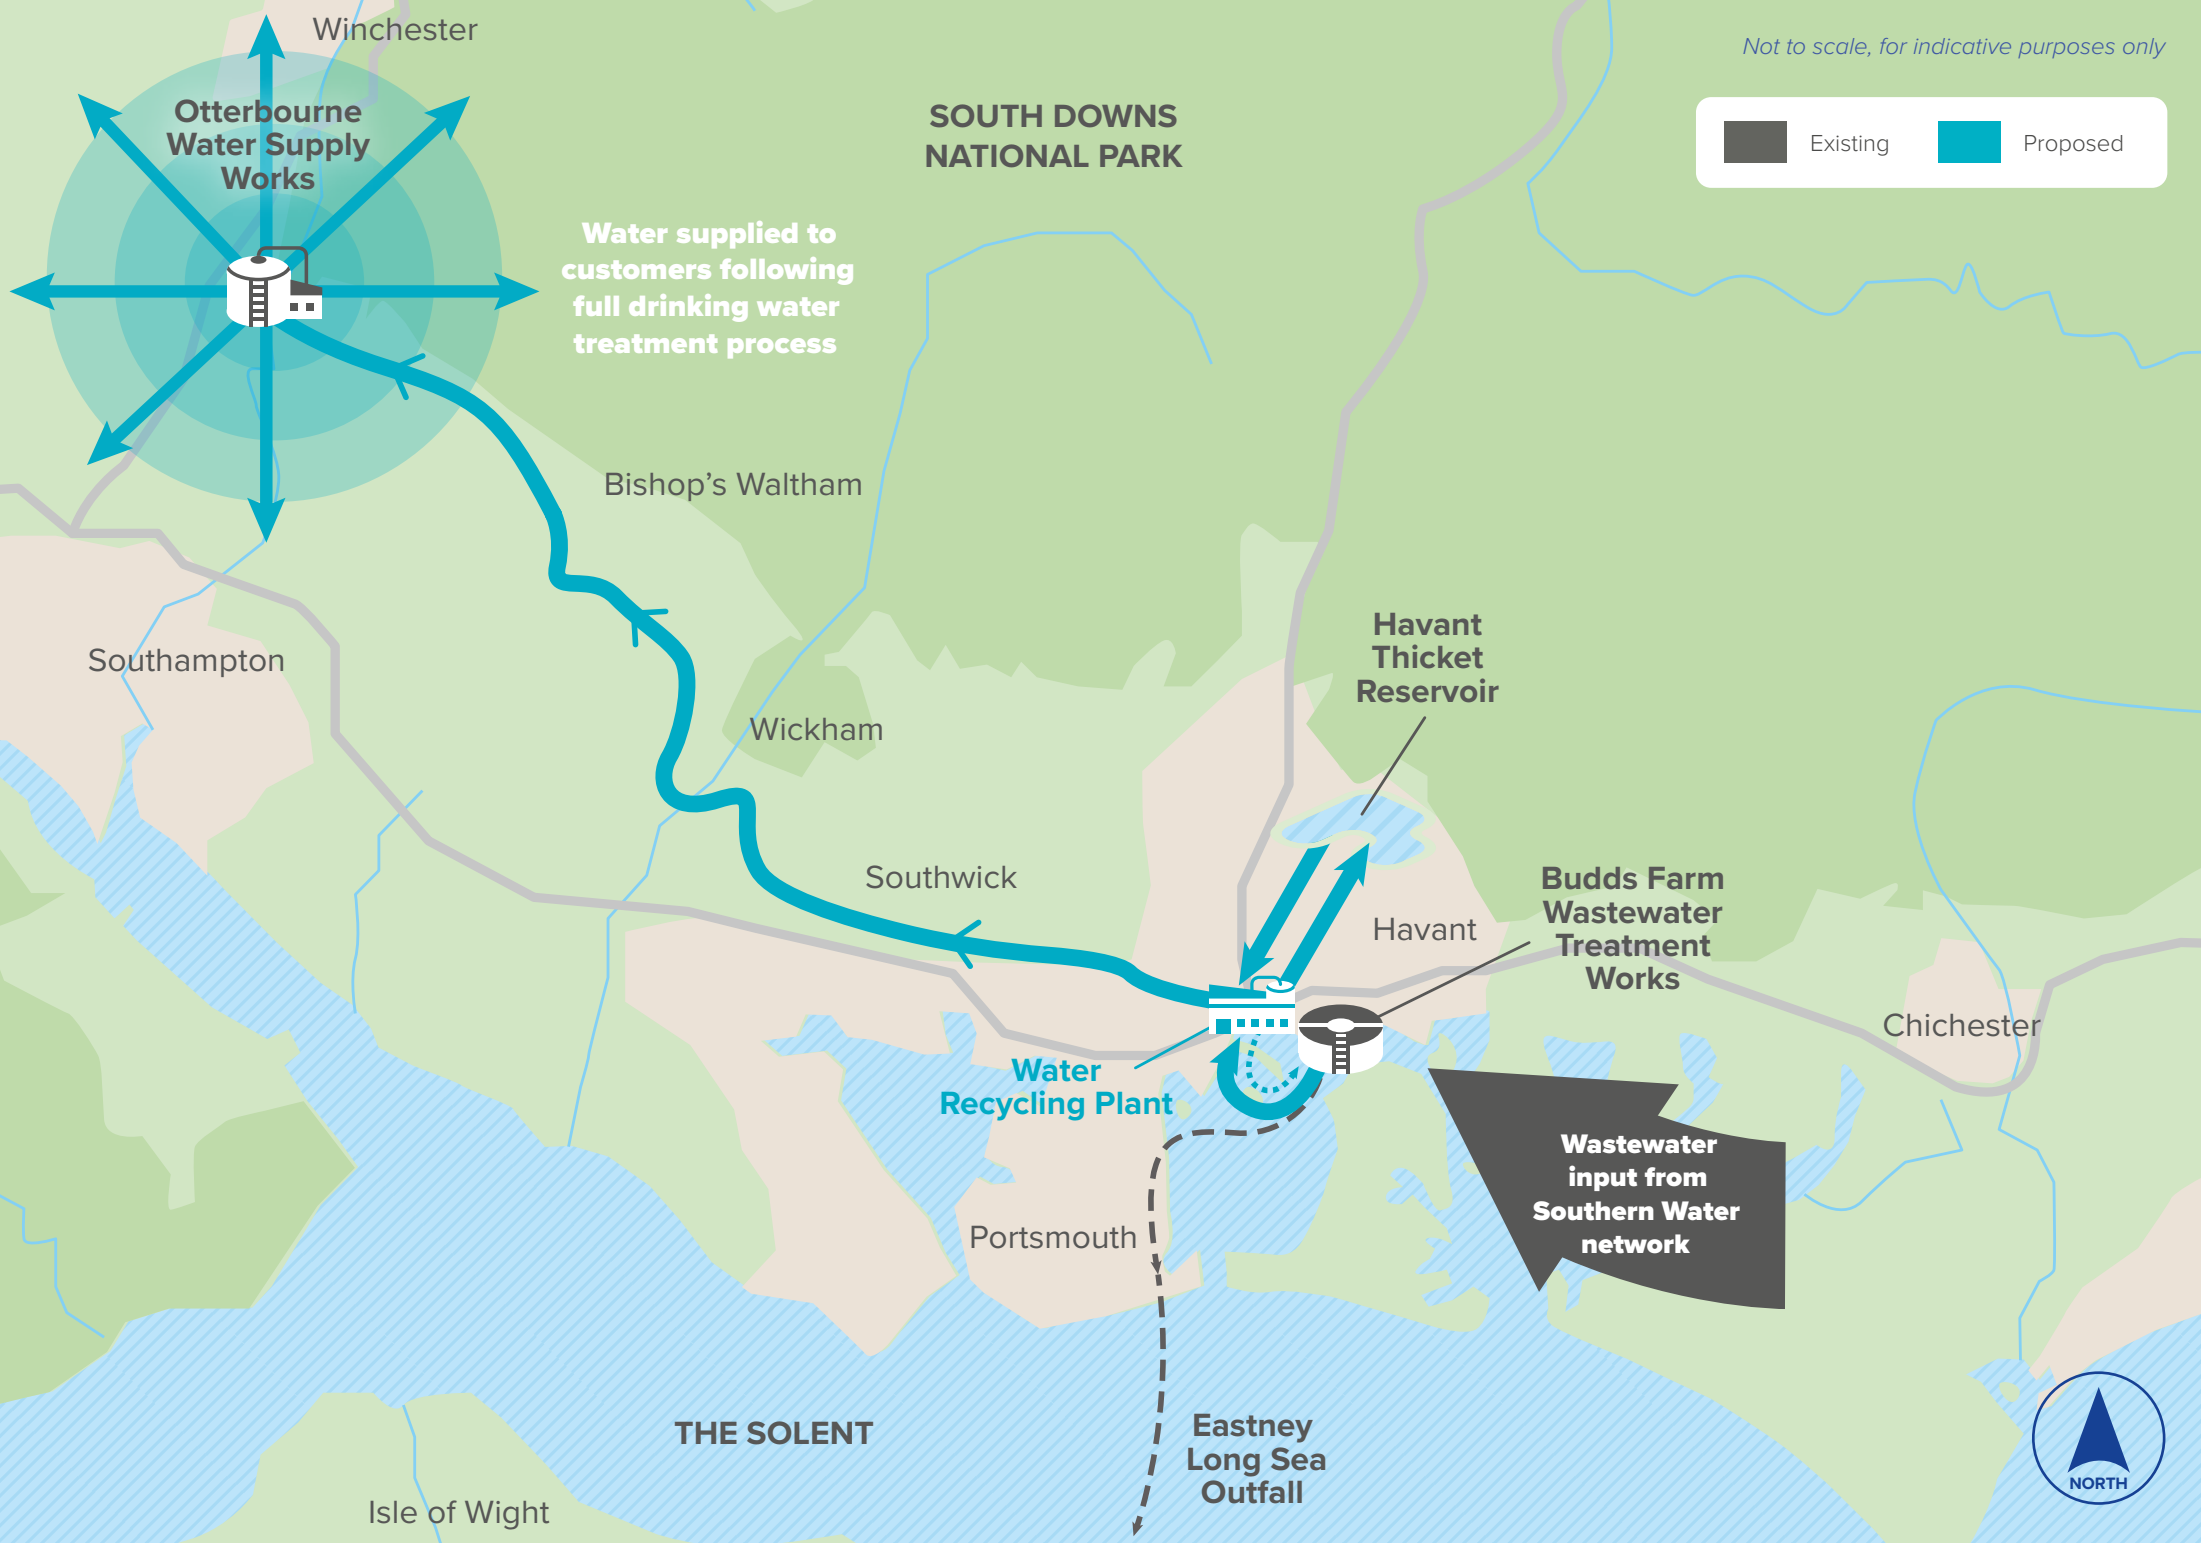 Winchester
Not to scale, for indicative purposes only
Existing
Proposed
Otterbourne
Water Supply
Works
SOUTH DOWNS
NATIONAL PARK
Water supplied to
customers following
full drinking water
treatment process
Bishop's Waltham
Southampton
Havant
Thicket
Reservoir
Wickham
Southwick
Havant
Budds Farm
Wastewater
Treatment
Works
Chichester
Water
Recycling Plant
Wastewater
input from
Southern Water
network
Portsmouth
THE SOLENT
Eastney
Long Sea
Outfall
Isle of Wight
NORTH